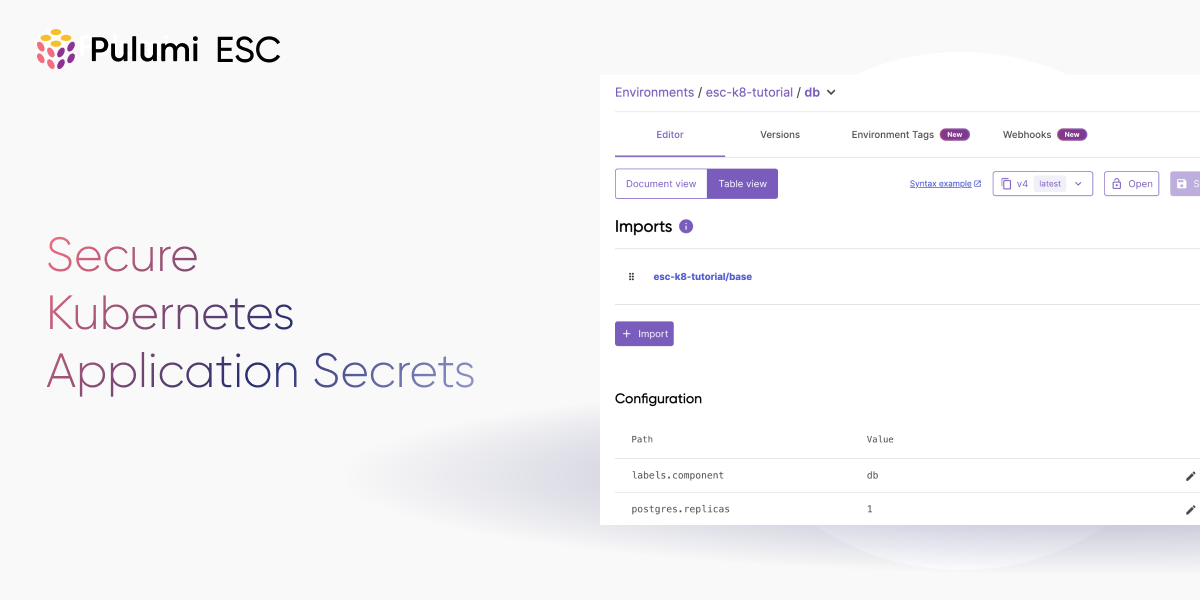 Pulumi ESC
Secure
Kubernetes
Application Secrets
Environments / esc-k8-tutorial / db
Editor Versions Environment Tags New Webhooks New
Document view Table view Syntax example v4 latest Open S
Imports i
esc-k8-tutorial/base
+ Import
Configuration
Path Value
labels.component db
postgres.replicas 1